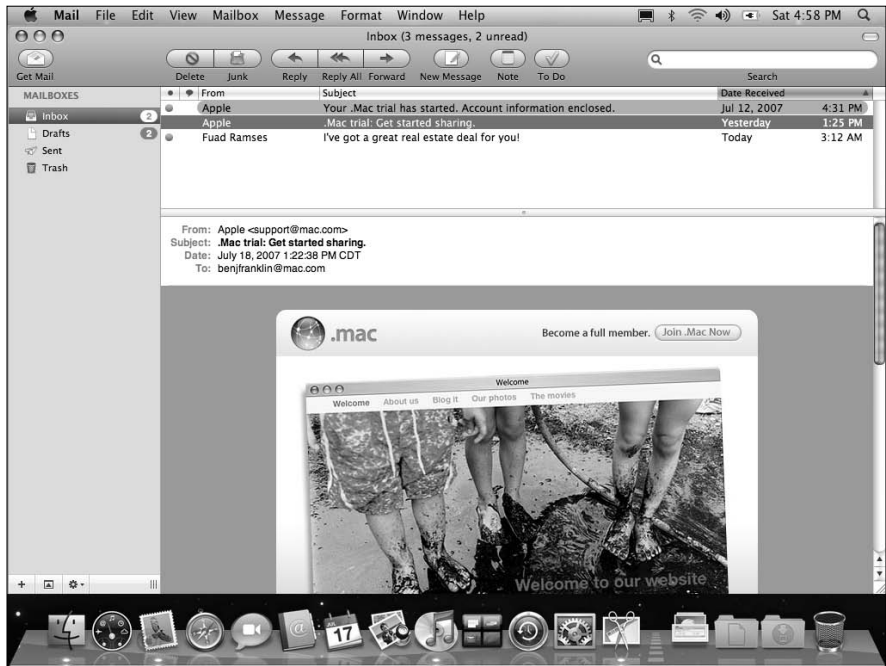 Mail File Edit View Mailbox Message Format Window Help Sat 4:58 PM
Inbox (3 messages, 2 unread)
Get Mail Delete Junk Reply Reply All Forward New Message Note To Do Search
MAILBOXES
Inbox 2
Drafts 2
Sent
Trash
From Subject Date Received
Apple Your .Mac trial has started. Account information enclosed. Jul 12, 2007 4:31 PM
Apple .Mac trial: Get started sharing. Yesterday 1:25 PM
Fuad Ramses I've got a great real estate deal for you! Today 3:12 AM
From: Apple <support@mac.com>
Subject: .Mac trial: Get started sharing.
Date: July 18, 2007 1:22:38 PM CDT
To: benjfranklin@mac.com
.mac Become a full member. Join .Mac Now
Welcome
Welcome About us Blog it Our photos The movies
Welcome to our website
17